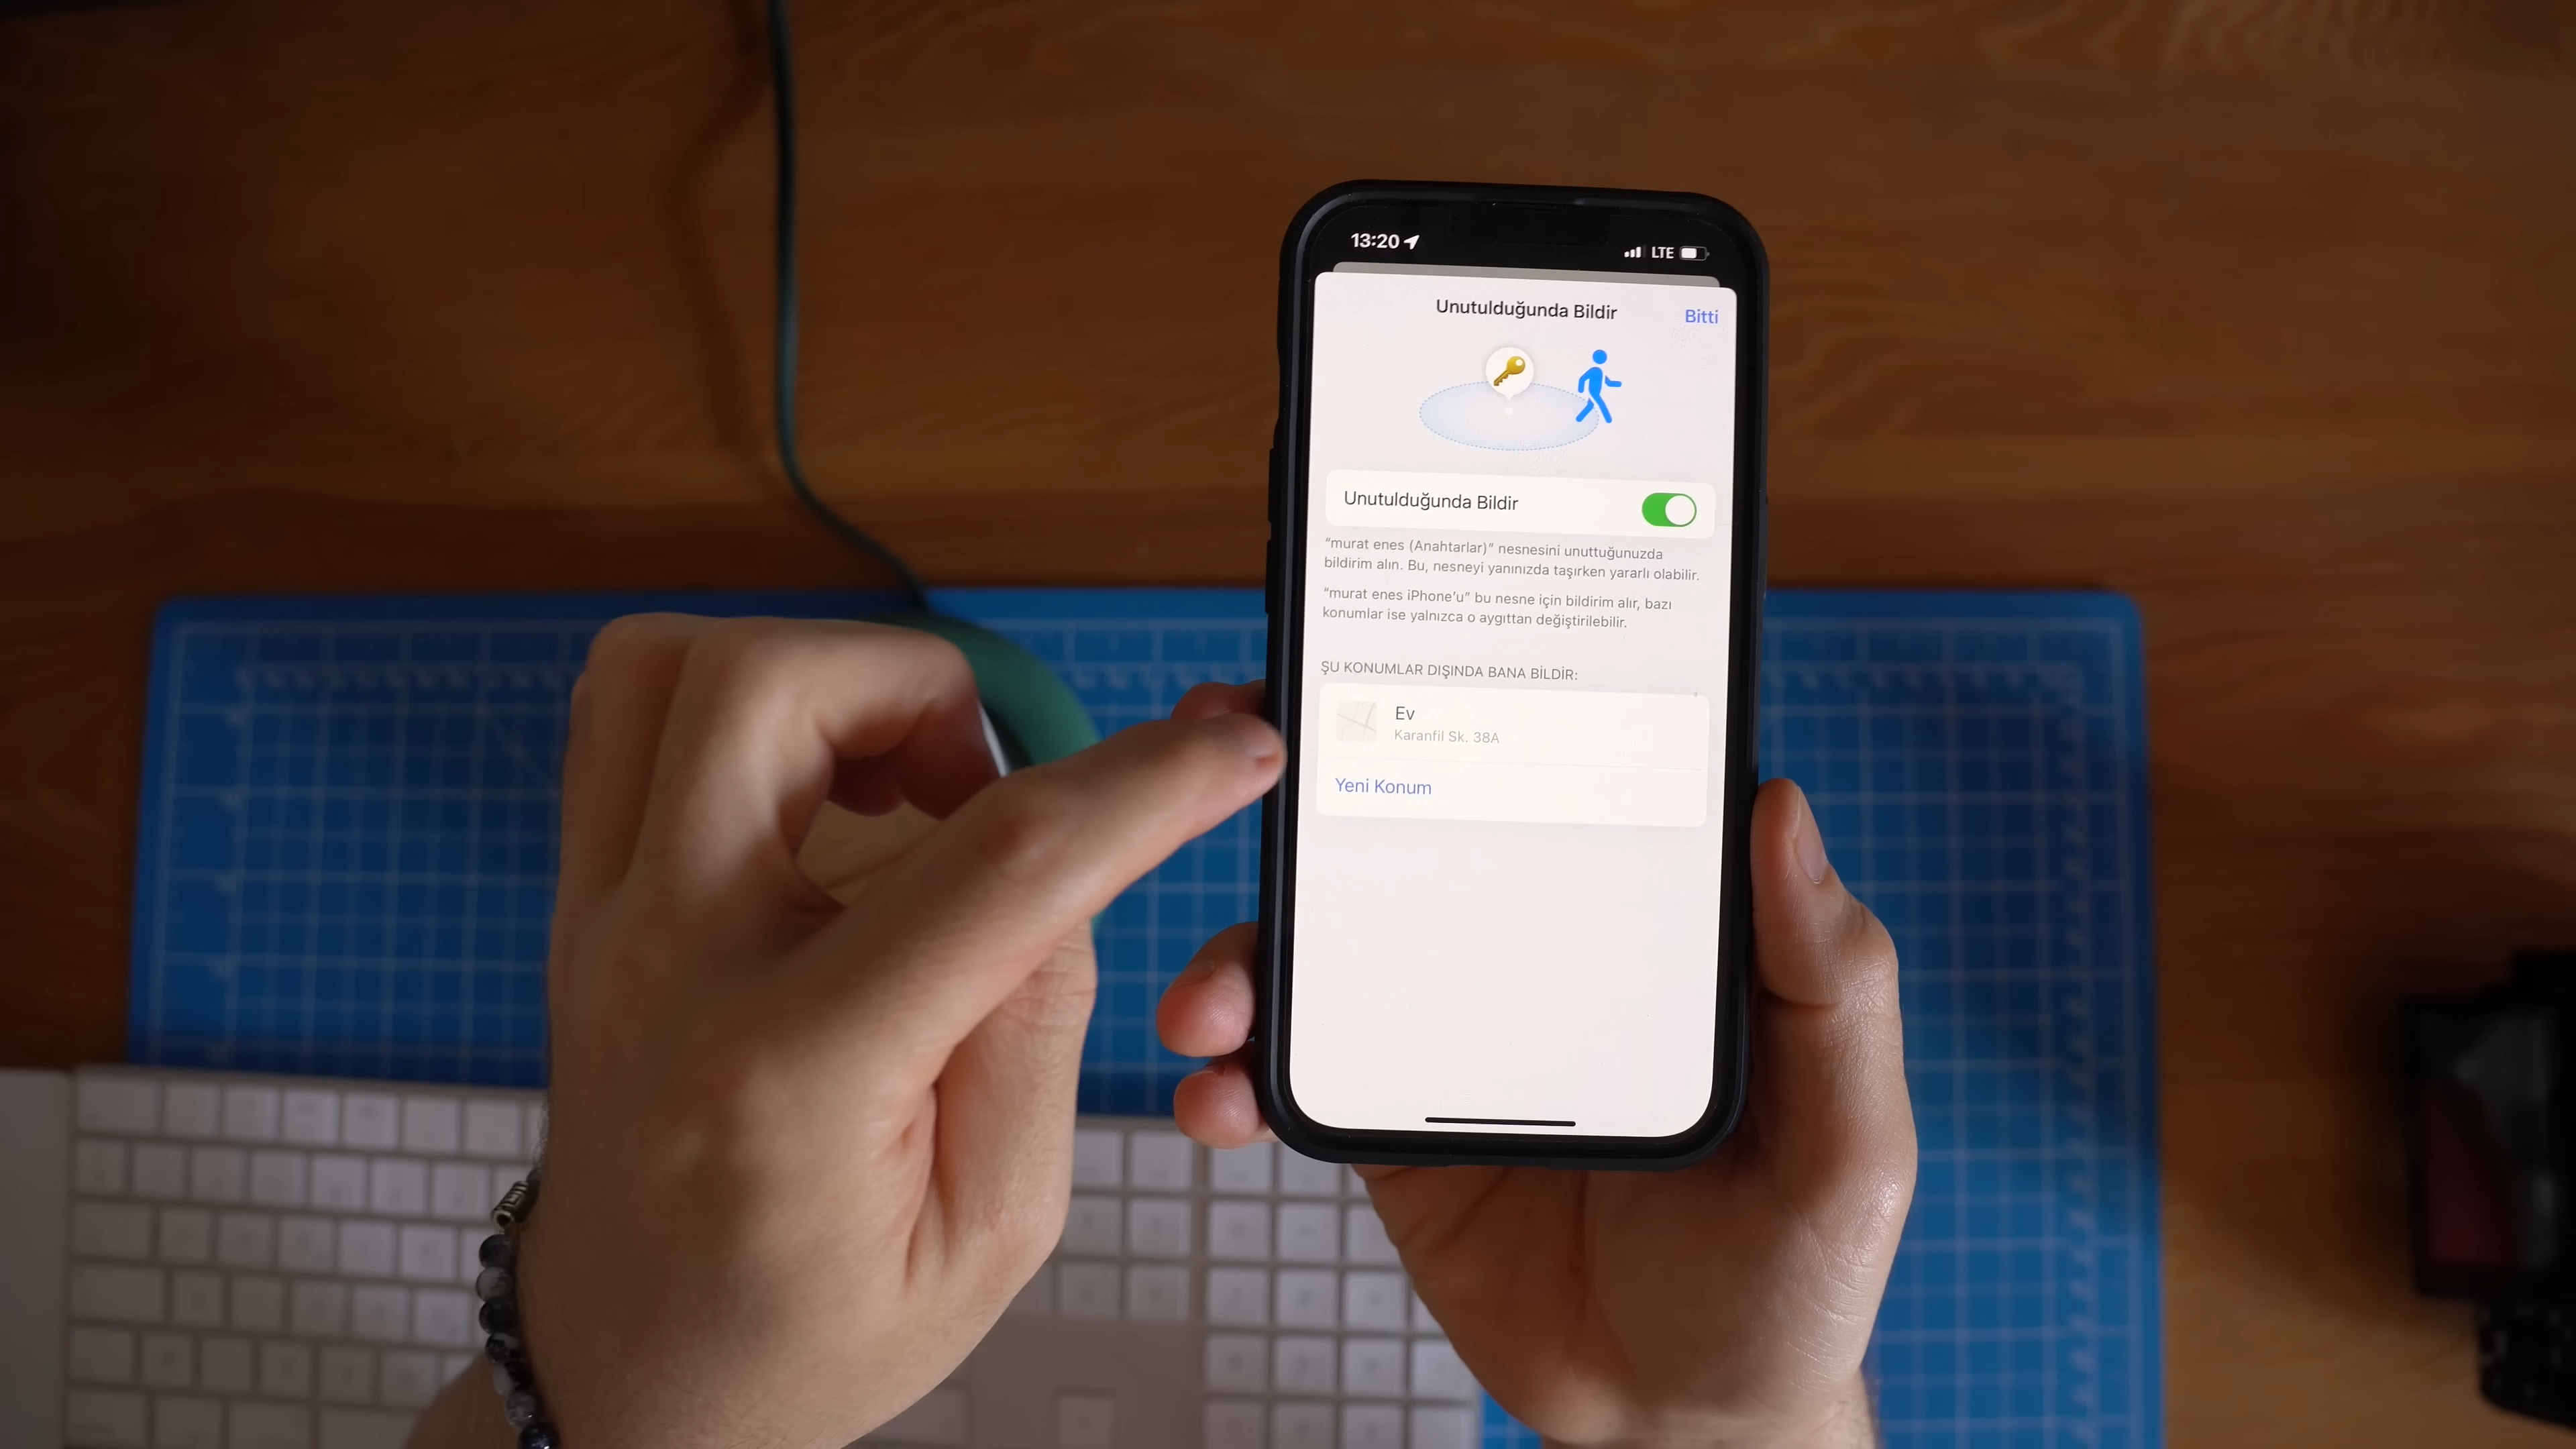 13:20
LTE
Unutulduğunda Bildir
Bitti
Unutulduğunda Bildir
“murat enes (Anahtarlar)” nesnesini unuttuğunuzda
bildirim alın. Bu, nesneyi yanınızda taşırken yararlı olabilir.
“murat enes iPhone’u” bu nesne için bildirim alır, bazı
konumlar ise yalnızca o aygıttan değiştirilebilir.
ŞU KONUMLAR DIŞINDA BANA BİLDİR:
Ev
Karanfil Sk. 38A
Yeni Konum